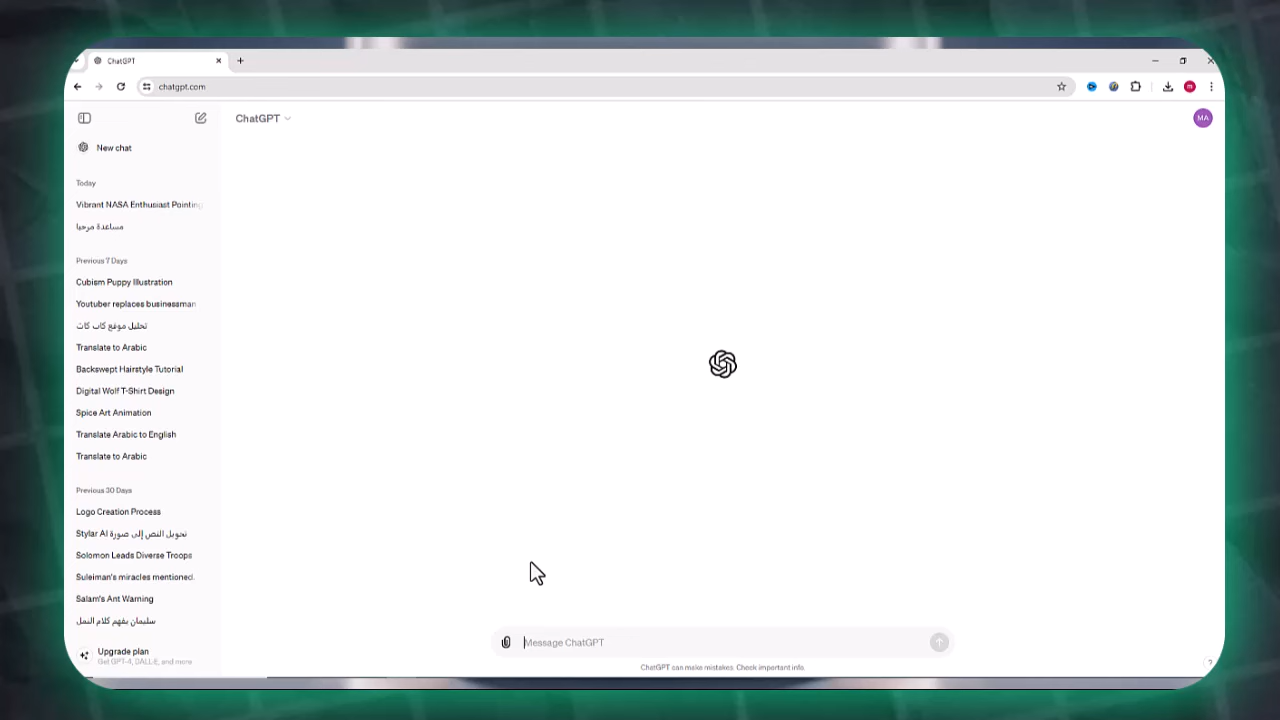 ChatGPT
chatgpt.com
ChatGPT
MA
New chat
Today
Vibrant NASA Enthusiast Pointing
مساعدة مرحبا
Previous 7 Days
Cubism Puppy Illustration
Youtuber replaces businessman
تحليل موقع كاب كات
Translate to Arabic
Backswept Hairstyle Tutorial
Digital Wolf T-Shirt Design
Spice Art Animation
Translate Arabic to English
Translate to Arabic
Previous 30 Days
Logo Creation Process
Stylar AI تحويل النص إلى صورة
Solomon Leads Diverse Troops
Suleiman's miracles mentioned.
Salam's Ant Warning
سليمان يفهم كلام النمل
Upgrade plan
Get GPT-4, DALL·E, and more
Message ChatGPT
ChatGPT can make mistakes. Check important info.
?